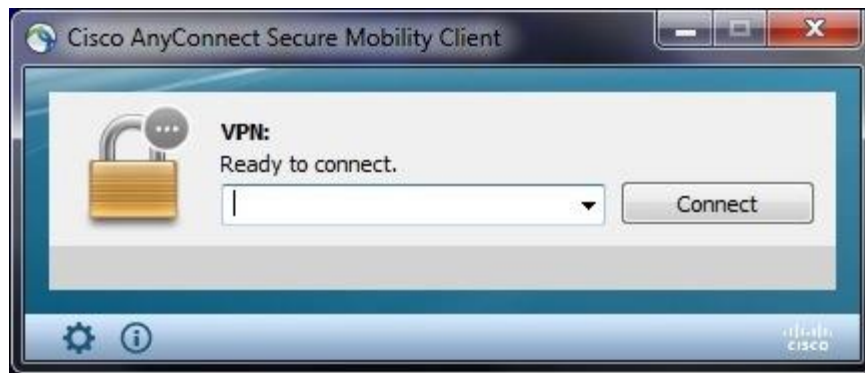 Cisco AnyConnect Secure Mobility Client
VPN:
Ready to connect.
Connect
CISCO